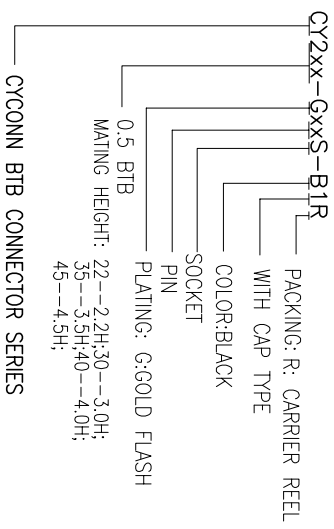 CY2xx-GxxS-B1R
PACKING: R: CARRIER REEL
WITH CAP TYPE
COLOR:BLACK
SOCKET
PIN
PLATING: G:GOLD FLASH
0.5 BTB
MATING HEIGHT: 22--2.2H;30--3.0H;
35--3.5H;40--4.0H;
45--4.5H;
CYCONN BTB CONNECTOR SERIES